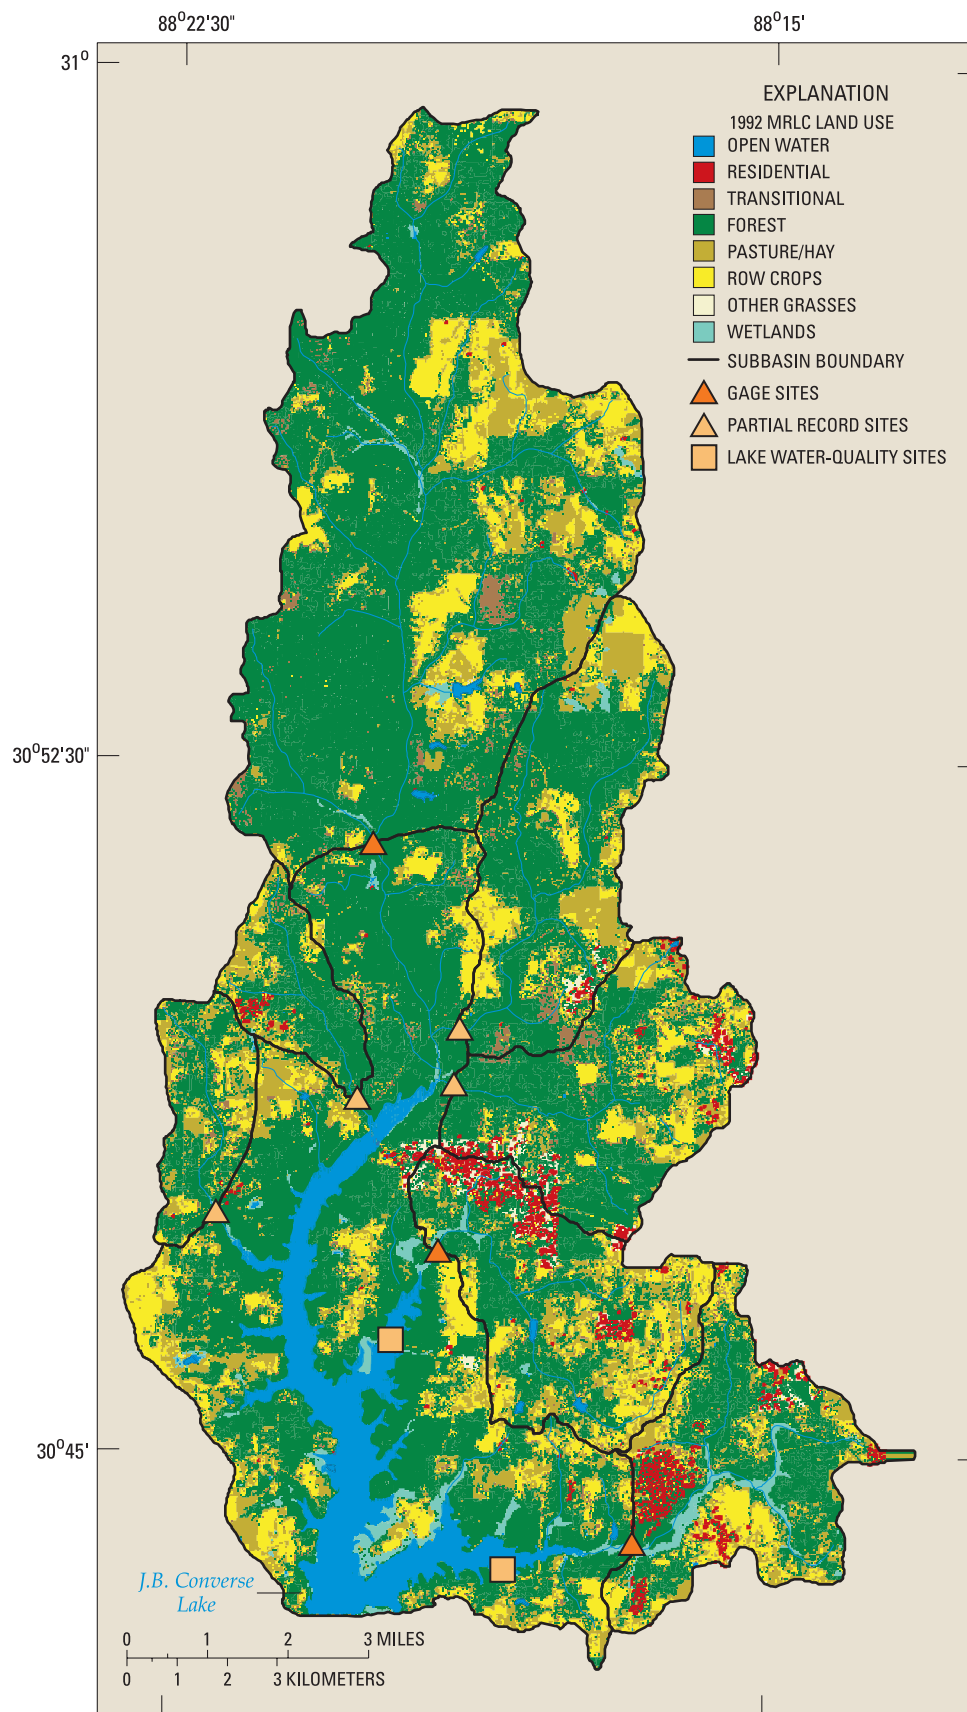 88°22'30" 88°15'
31°
EXPLANATION
1992 MRLC LAND USE
OPEN WATER
RESIDENTIAL
TRANSITIONAL
FOREST
PASTURE/HAY
ROW CROPS
OTHER GRASSES
WETLANDS
SUBBASIN BOUNDARY
GAGE SITES
PARTIAL RECORD SITES
LAKE WATER-QUALITY SITES
30°52'30"
30°45'
J.B. Converse
Lake
0 1 2 3 MILES
0 1 2 3 KILOMETERS